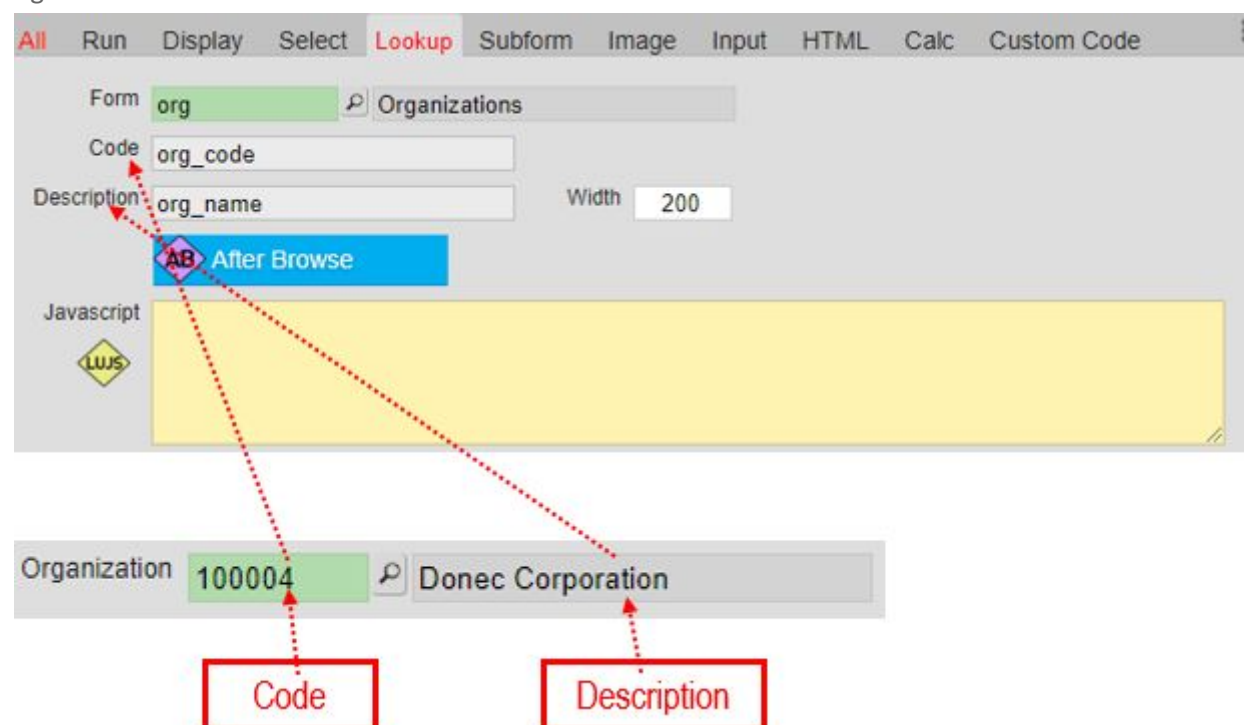 All Run Display Select Lookup Subform Image Input HTML Calc Custom Code
Form org Organizations
Code org_code
Description org_name Width 200
AB After Browse
Javascript
LUJS
Organization 100004 Donec Corporation
Code Description